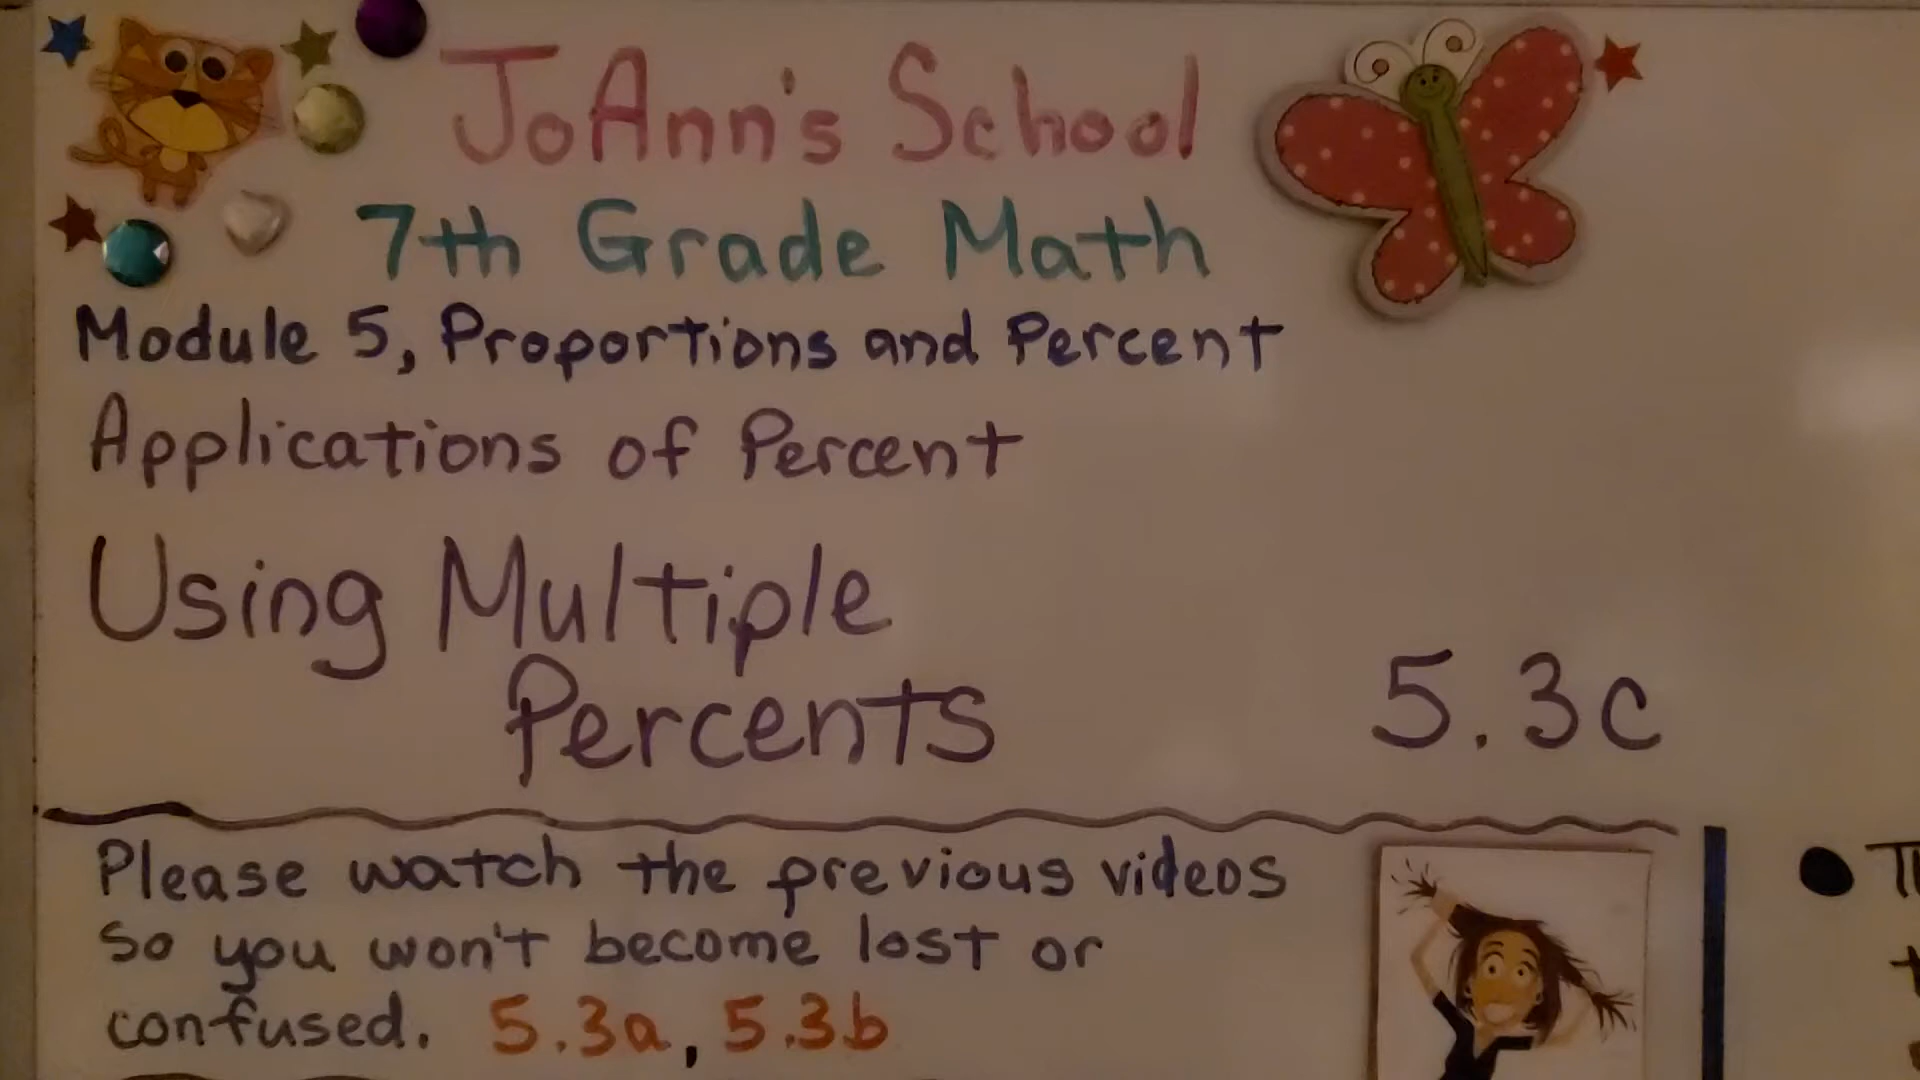 JoAnn's School
7th Grade Math
Module 5, Proportions and Percent
Applications of Percent
Using Multiple
Percents
5.3c
Please watch the previous videos
so you won't become lost or
confused. 5.3a, 5.3b